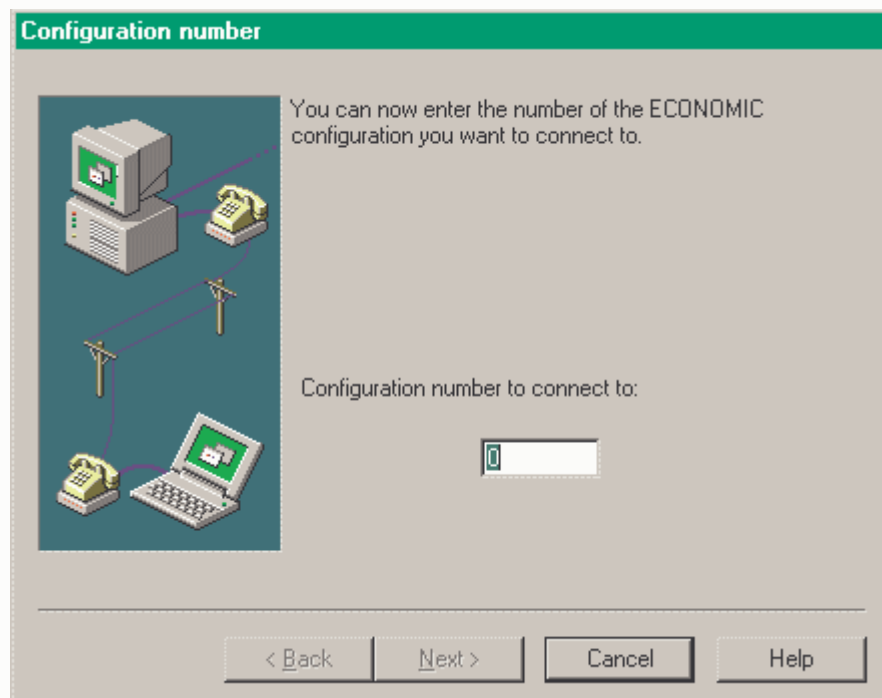 Configuration number
You can now enter the number of the ECONOMIC
configuration you want to connect to.
Configuration number to connect to:
0
< Back
Next >
Cancel
Help